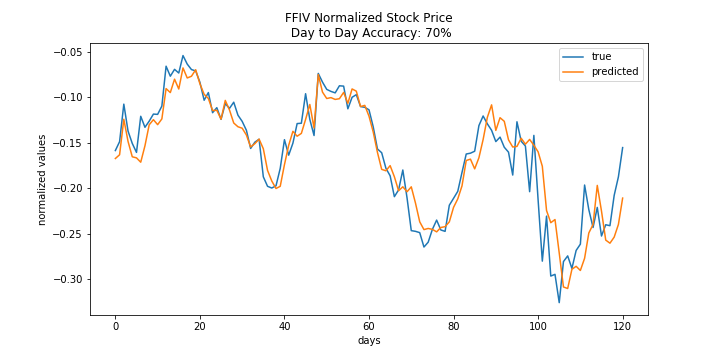 FFIV Normalized Stock Price
Day to Day Accuracy: 70%
true
predicted
normalized values
−0.05
−0.10
−0.15
−0.20
−0.25
−0.30
0
20
40
60
80
100
120
days